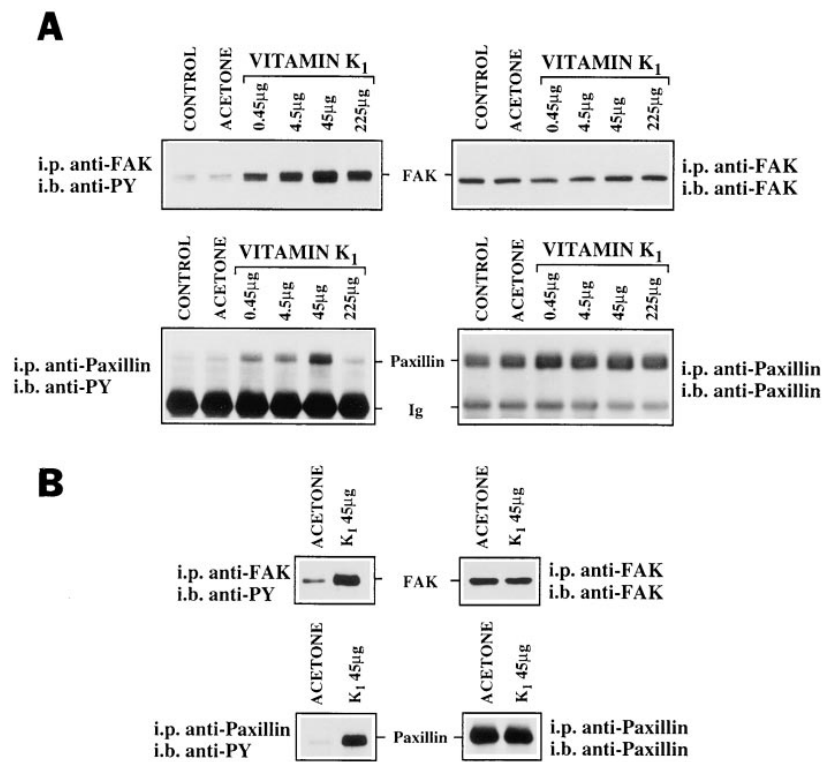 A
CONTROL
ACETONE
VITAMIN K1
0.45µg
4.5µg
45µg
225µg
i.p. anti-FAK
i.b. anti-PY
FAK
CONTROL
ACETONE
VITAMIN K1
0.45µg
4.5µg
45µg
225µg
i.p. anti-FAK
i.b. anti-FAK
CONTROL
ACETONE
VITAMIN K1
0.45µg
4.5µg
45µg
225µg
i.p. anti-Paxillin
i.b. anti-PY
Paxillin
Ig
CONTROL
ACETONE
VITAMIN K1
0.45µg
4.5µg
45µg
225µg
i.p. anti-Paxillin
i.b. anti-Paxillin
B
ACETONE
K1 45µg
i.p. anti-FAK
i.b. anti-PY
FAK
ACETONE
K1 45µg
i.p. anti-FAK
i.b. anti-FAK
ACETONE
K1 45µg
i.p. anti-Paxillin
i.b. anti-PY
Paxillin
ACETONE
K1 45µg
i.p. anti-Paxillin
i.b. anti-Paxillin